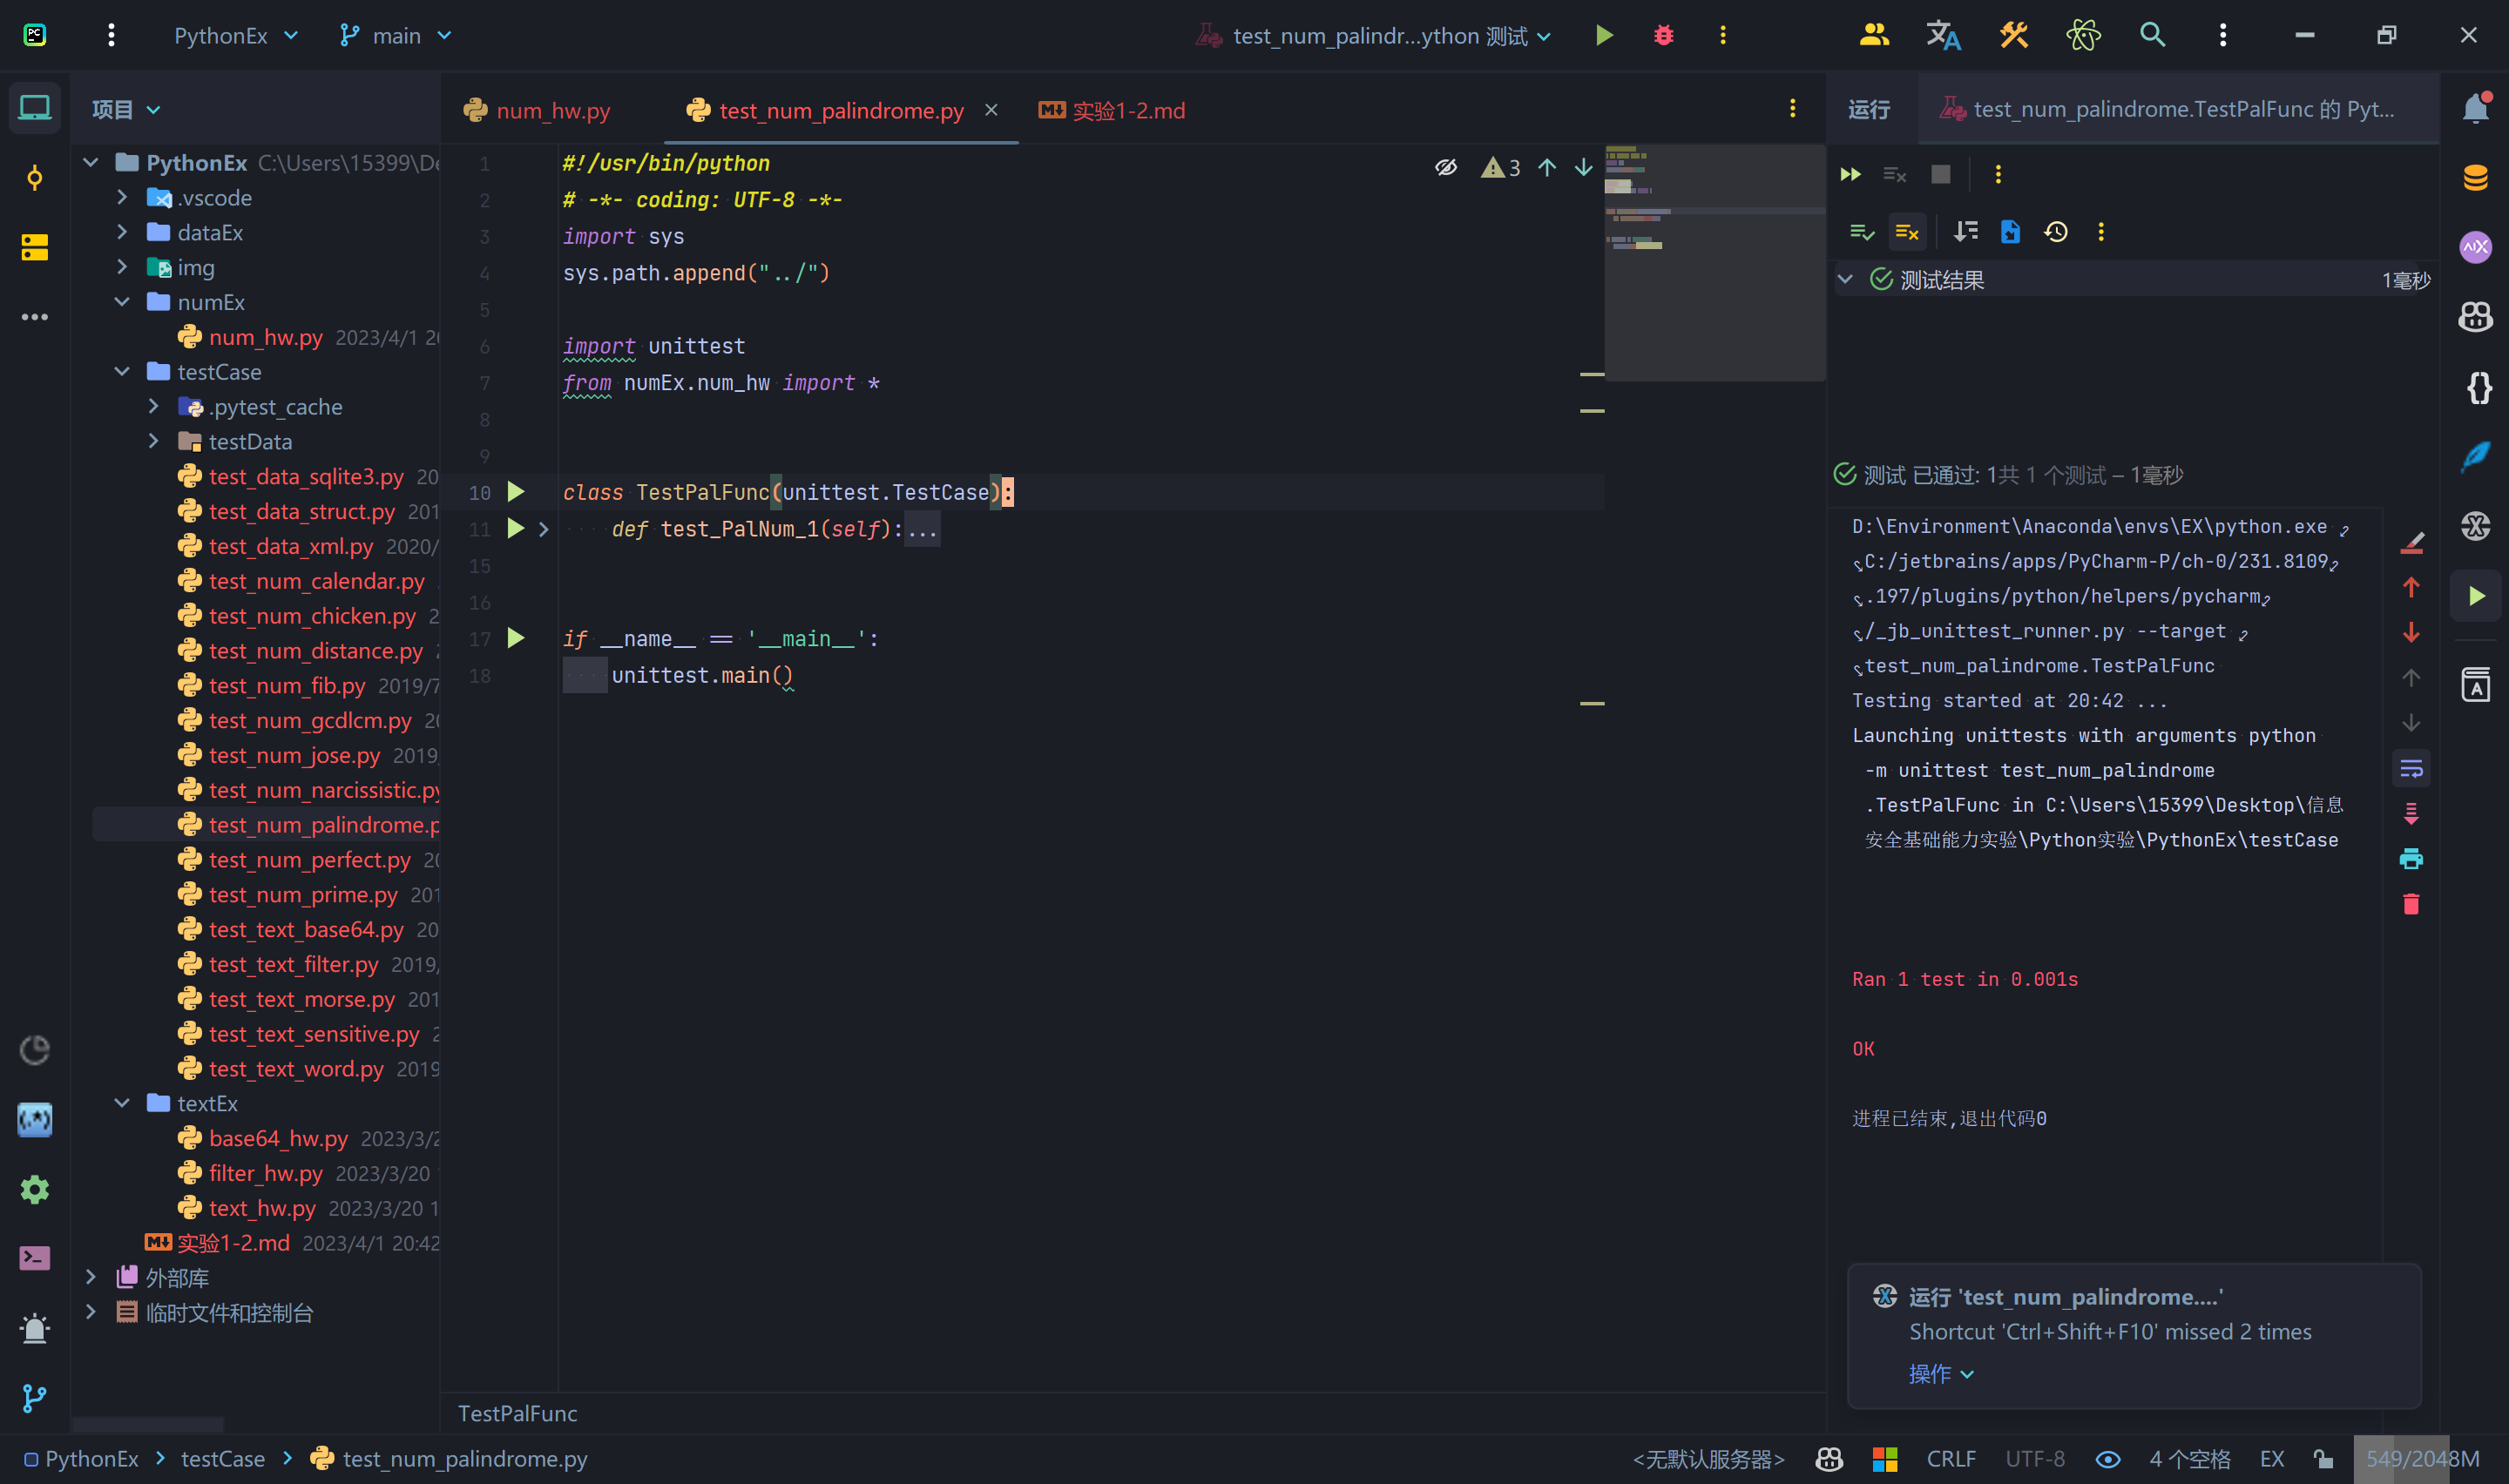 PythonEx
main
test_num_palindr...ython 测试
项目
num_hw.py
test_num_palindrome.py
实验1-2.md
运行
test_num_palindrome.TestPalFunc 的 Pyt...
PythonEx C:\Users\15399\De
.vscode
dataEx
img
numEx
num_hw.py 2023/4/1 20
testCase
.pytest_cache
testData
test_data_sqlite3.py 20
test_data_struct.py 201
test_data_xml.py 2020/
test_num_calendar.py
test_num_chicken.py 2
test_num_distance.py
test_num_fib.py 2019/7
test_num_gcdlcm.py 20
test_num_jose.py 2019/
test_num_narcissistic.py
test_num_palindrome.p
test_num_perfect.py 20
test_num_prime.py 201
test_text_base64.py 20
test_text_filter.py 2019/
test_text_morse.py 201
test_text_sensitive.py 2
test_text_word.py 2019
textEx
base64_hw.py 2023/3/2
filter_hw.py 2023/3/20
text_hw.py 2023/3/20 1
实验1-2.md 2023/4/1 20:42
外部库
临时文件和控制台
1 #!/usr/bin/python
2 # -*- coding: UTF-8 -*-
3 import sys
4 sys.path.append("../")
5
6 import unittest
7 from numEx.num_hw import *
8
9
10 class TestPalFunc(unittest.TestCase):
11 def test_PalNum_1(self):...
15
16
17 if __name__ == '__main__':
18 unittest.main()
3
TestPalFunc
测试结果 1毫秒
测试 已通过: 1共 1 个测试 – 1毫秒
D:\Environment\Anaconda\envs\EX\python.exe
C:/jetbrains/apps/PyCharm-P/ch-0/231.8109
.197/plugins/python/helpers/pycharm
/_jb_unittest_runner.py --target
test_num_palindrome.TestPalFunc
Testing started at 20:42 ...
Launching unittests with arguments python
-m unittest test_num_palindrome
.TestPalFunc in C:\Users\15399\Desktop\信息
安全基础能力实验\Python实验\PythonEx\testCase
Ran 1 test in 0.001s
OK
进程已结束,退出代码0
运行 'test_num_palindrome....'
Shortcut 'Ctrl+Shift+F10' missed 2 times
操作
PythonEx
testCase
test_num_palindrome.py
<无默认服务器>
CRLF
UTF-8
4 个空格
EX
549/2048M